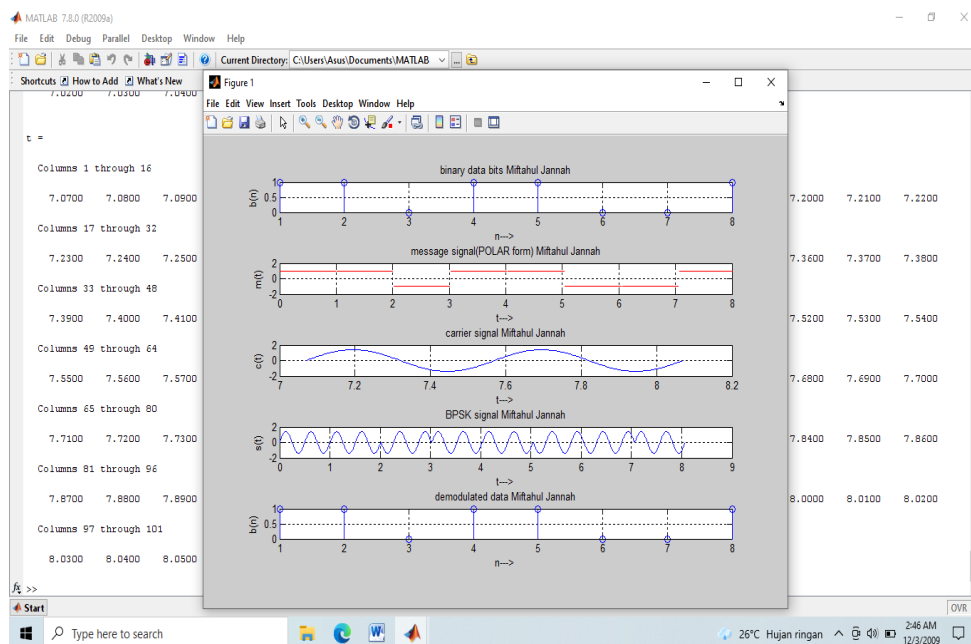 MATLAB 7.8.0 (R2009a)
File Edit Debug Parallel Desktop Window Help
Current Directory: C:\Users\Asus\Documents\MATLAB
Shortcuts How to Add What's New
7.0200 7.0300 7.0400
t =
Columns 1 through 16
7.0700 7.0800 7.0900 7.2000 7.2100 7.2200
Columns 17 through 32
7.2300 7.2400 7.2500 7.3600 7.3700 7.3800
Columns 33 through 48
7.3900 7.4000 7.4100 7.5200 7.5300 7.5400
Columns 49 through 64
7.5500 7.5600 7.5700 7.6800 7.6900 7.7000
Columns 65 through 80
7.7100 7.7200 7.7300 7.8400 7.8500 7.8600
Columns 81 through 96
7.8700 7.8800 7.8900 8.0000 8.0100 8.0200
Columns 97 through 101
8.0300 8.0400 8.0500
fx >>
Figure 1
File Edit View Insert Tools Desktop Window Help
binary data bits Miftahul Jannah
b(n)
1
0.5
0
1 2 3 4 5 6 7 8
n--->
message signal(POLAR form) Miftahul Jannah
m(t)
2
0
-2
0 1 2 3 4 5 6 7 8
t--->
carrier signal Miftahul Jannah
c(t)
2
0
-2
7 7.2 7.4 7.6 7.8 8 8.2
t--->
BPSK signal Miftahul Jannah
s(t)
2
0
-2
0 1 2 3 4 5 6 7 8 9
t--->
demodulated data Miftahul Jannah
b(n)
1
0.5
0
1 2 3 4 5 6 7 8
n--->
Start
OVR
Type here to search
26°C Hujan ringan
2:46 AM
12/3/2009